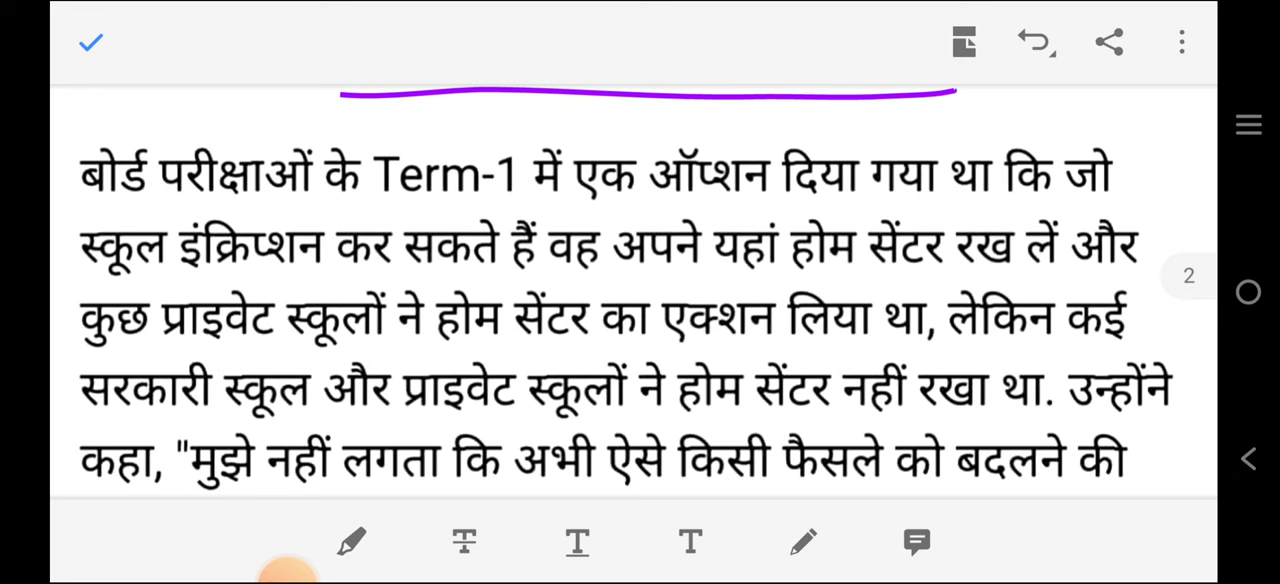 बोर्ड परीक्षाओं के Term-1 में एक ऑप्शन दिया गया था कि जो
स्कूल इंक्रिप्शन कर सकते हैं वह अपने यहां होम सेंटर रख लें और
2
कुछ प्राइवेट स्कूलों ने होम सेंटर का एक्शन लिया था, लेकिन कई
सरकारी स्कूल और प्राइवेट स्कूलों ने होम सेंटर नहीं रखा था. उन्होंने
कहा, "मुझे नहीं लगता कि अभी ऐसे किसी फैसले को बदलने की